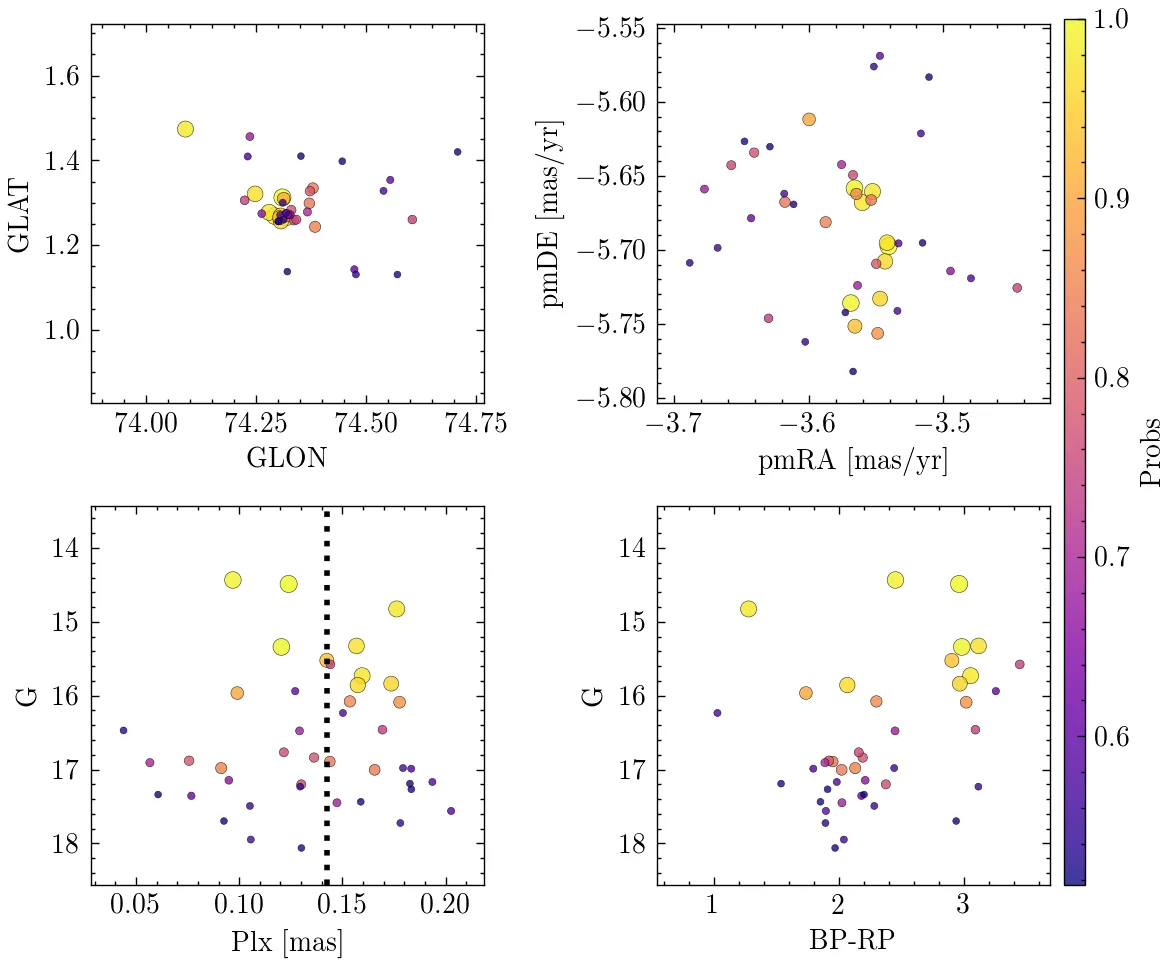 1.6
1.4
1.2
1.0
GLAT
74.00 74.25 74.50 74.75
GLON
−5.55
−5.60
−5.65
−5.70
−5.75
−5.80
pmDE [mas/yr]
−3.7 −3.6 −3.5
pmRA [mas/yr]
14
15
16
17
18
G
0.05 0.10 0.15 0.20
Plx [mas]
14
15
16
17
18
G
1 2 3
BP-RP
1.0
0.9
0.8
0.7
0.6
Probs